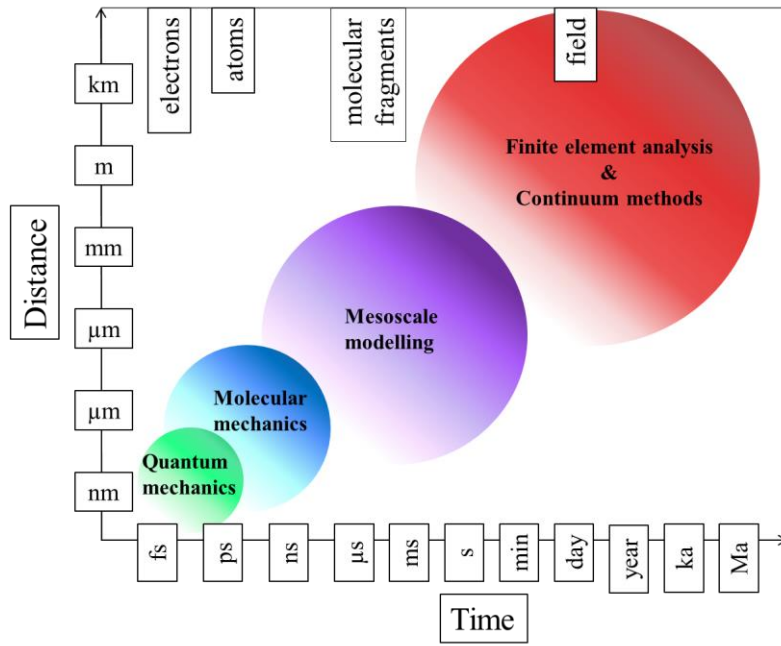 electrons
atoms
molecular
fragments
field
km
m
mm
µm
µm
nm
Distance
Finite element analysis
&
Continuum methods
Mesoscale
modelling
Molecular
mechanics
Quantum
mechanics
fs
ps
ns
µs
ms
s
min
day
year
ka
Ma
Time